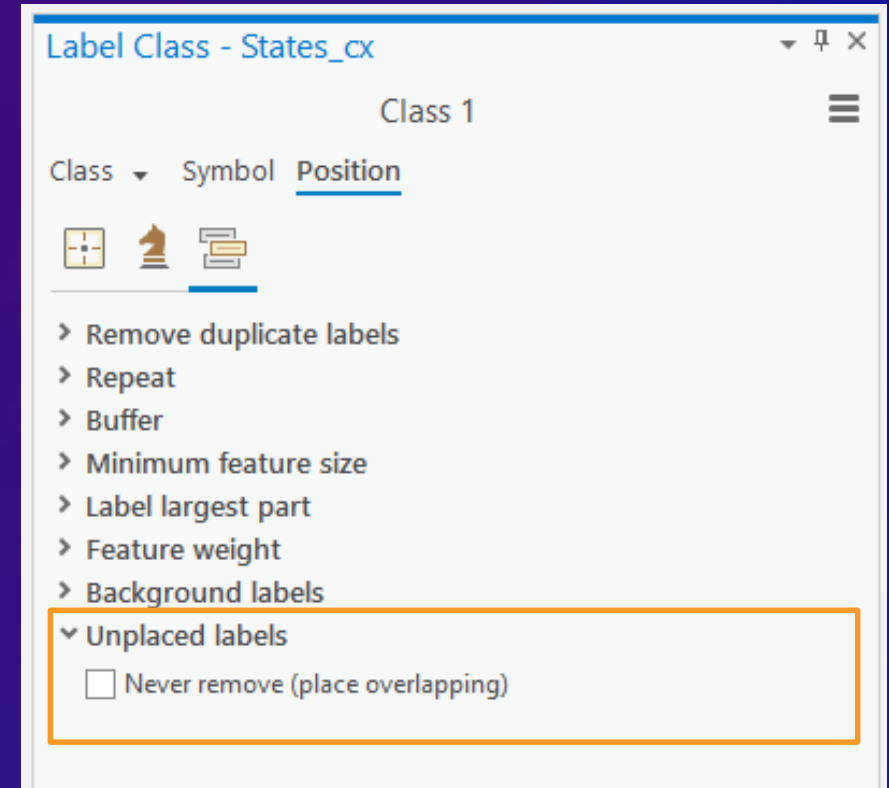 Label Class - States_cx
Class 1
Class Symbol Position
Remove duplicate labels
Repeat
Buffer
Minimum feature size
Label largest part
Feature weight
Background labels
Unplaced labels
Never remove (place overlapping)